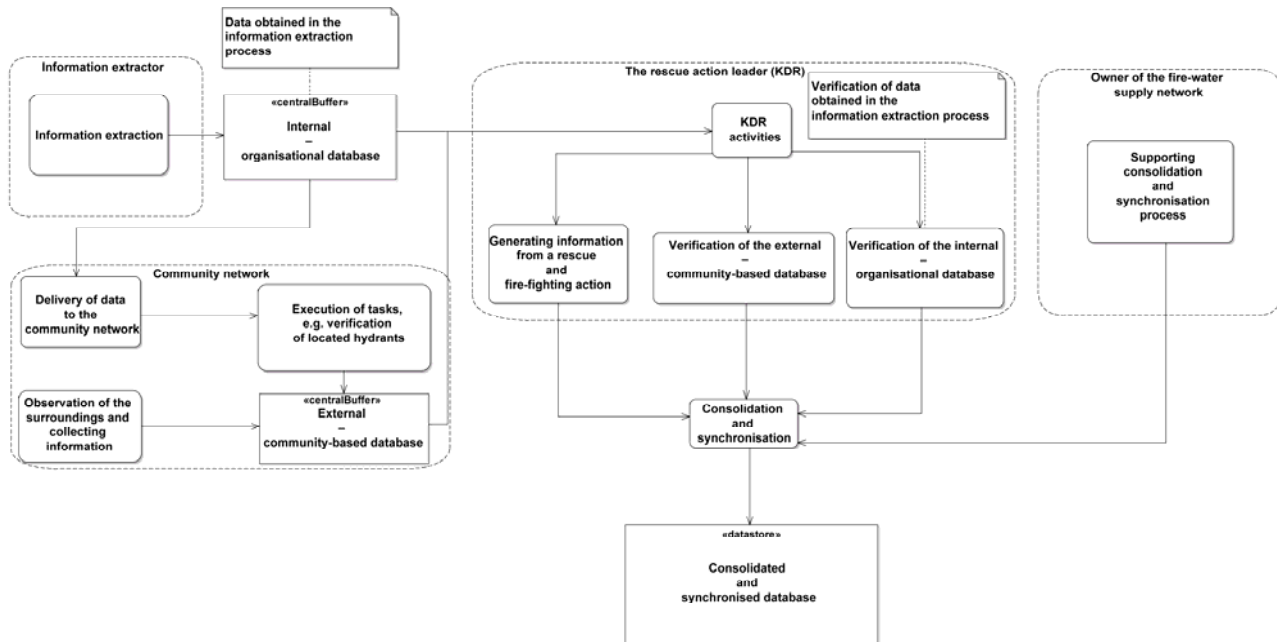 Data obtained in the
information extraction
process
Information extractor
Information extraction
«centralBuffer»
Internal
–
organisational database
The rescue action leader (KDR)
KDR
activities
Verification of data
obtained in the
information extraction process
Owner of the fire-water
supply network
Supporting
consolidation
and
synchronisation
process
Generating information
from a rescue
and
fire-fighting action
Verification of the external
–
community-based database
Verification of the internal
–
organisational database
Community network
Delivery of data
to the
community network
Execution of tasks,
e.g. verification
of located hydrants
Observation of the
surroundings and
collecting
information
«centralBuffer»
External
–
community-based database
Consolidation
and
synchronisation
«datastore»
Consolidated
and
synchronised database